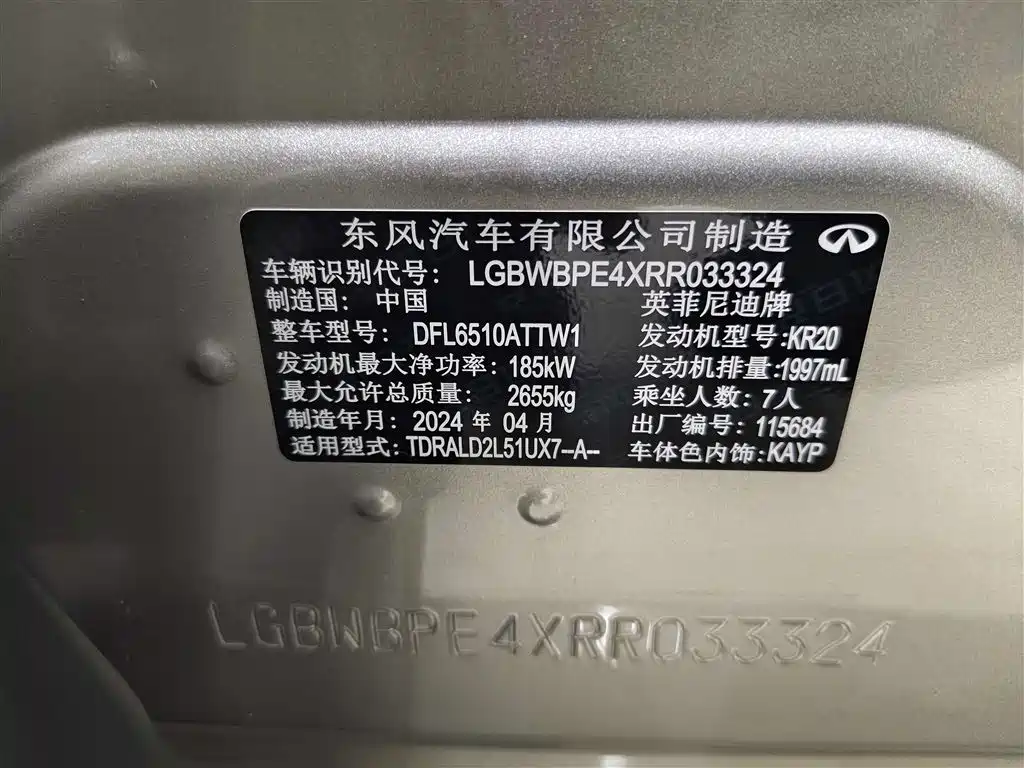 东风汽车有限公司制造
车辆识别代号: LGBWBPE4XRR033324
制造国: 中国 英菲尼迪牌
整车型号: DFL6510ATTW1 发动机型号:KR20
发动机最大净功率: 185kW 发动机排量:1997mL
最大允许总质量: 2655kg 乘坐人数: 7人
制造年月: 2024 年 04 月 出厂编号: 115684
适用型式:TDRALD2L51UX7--A-- 车体色内饰:KAYP
LGBWBPE4XRR033324